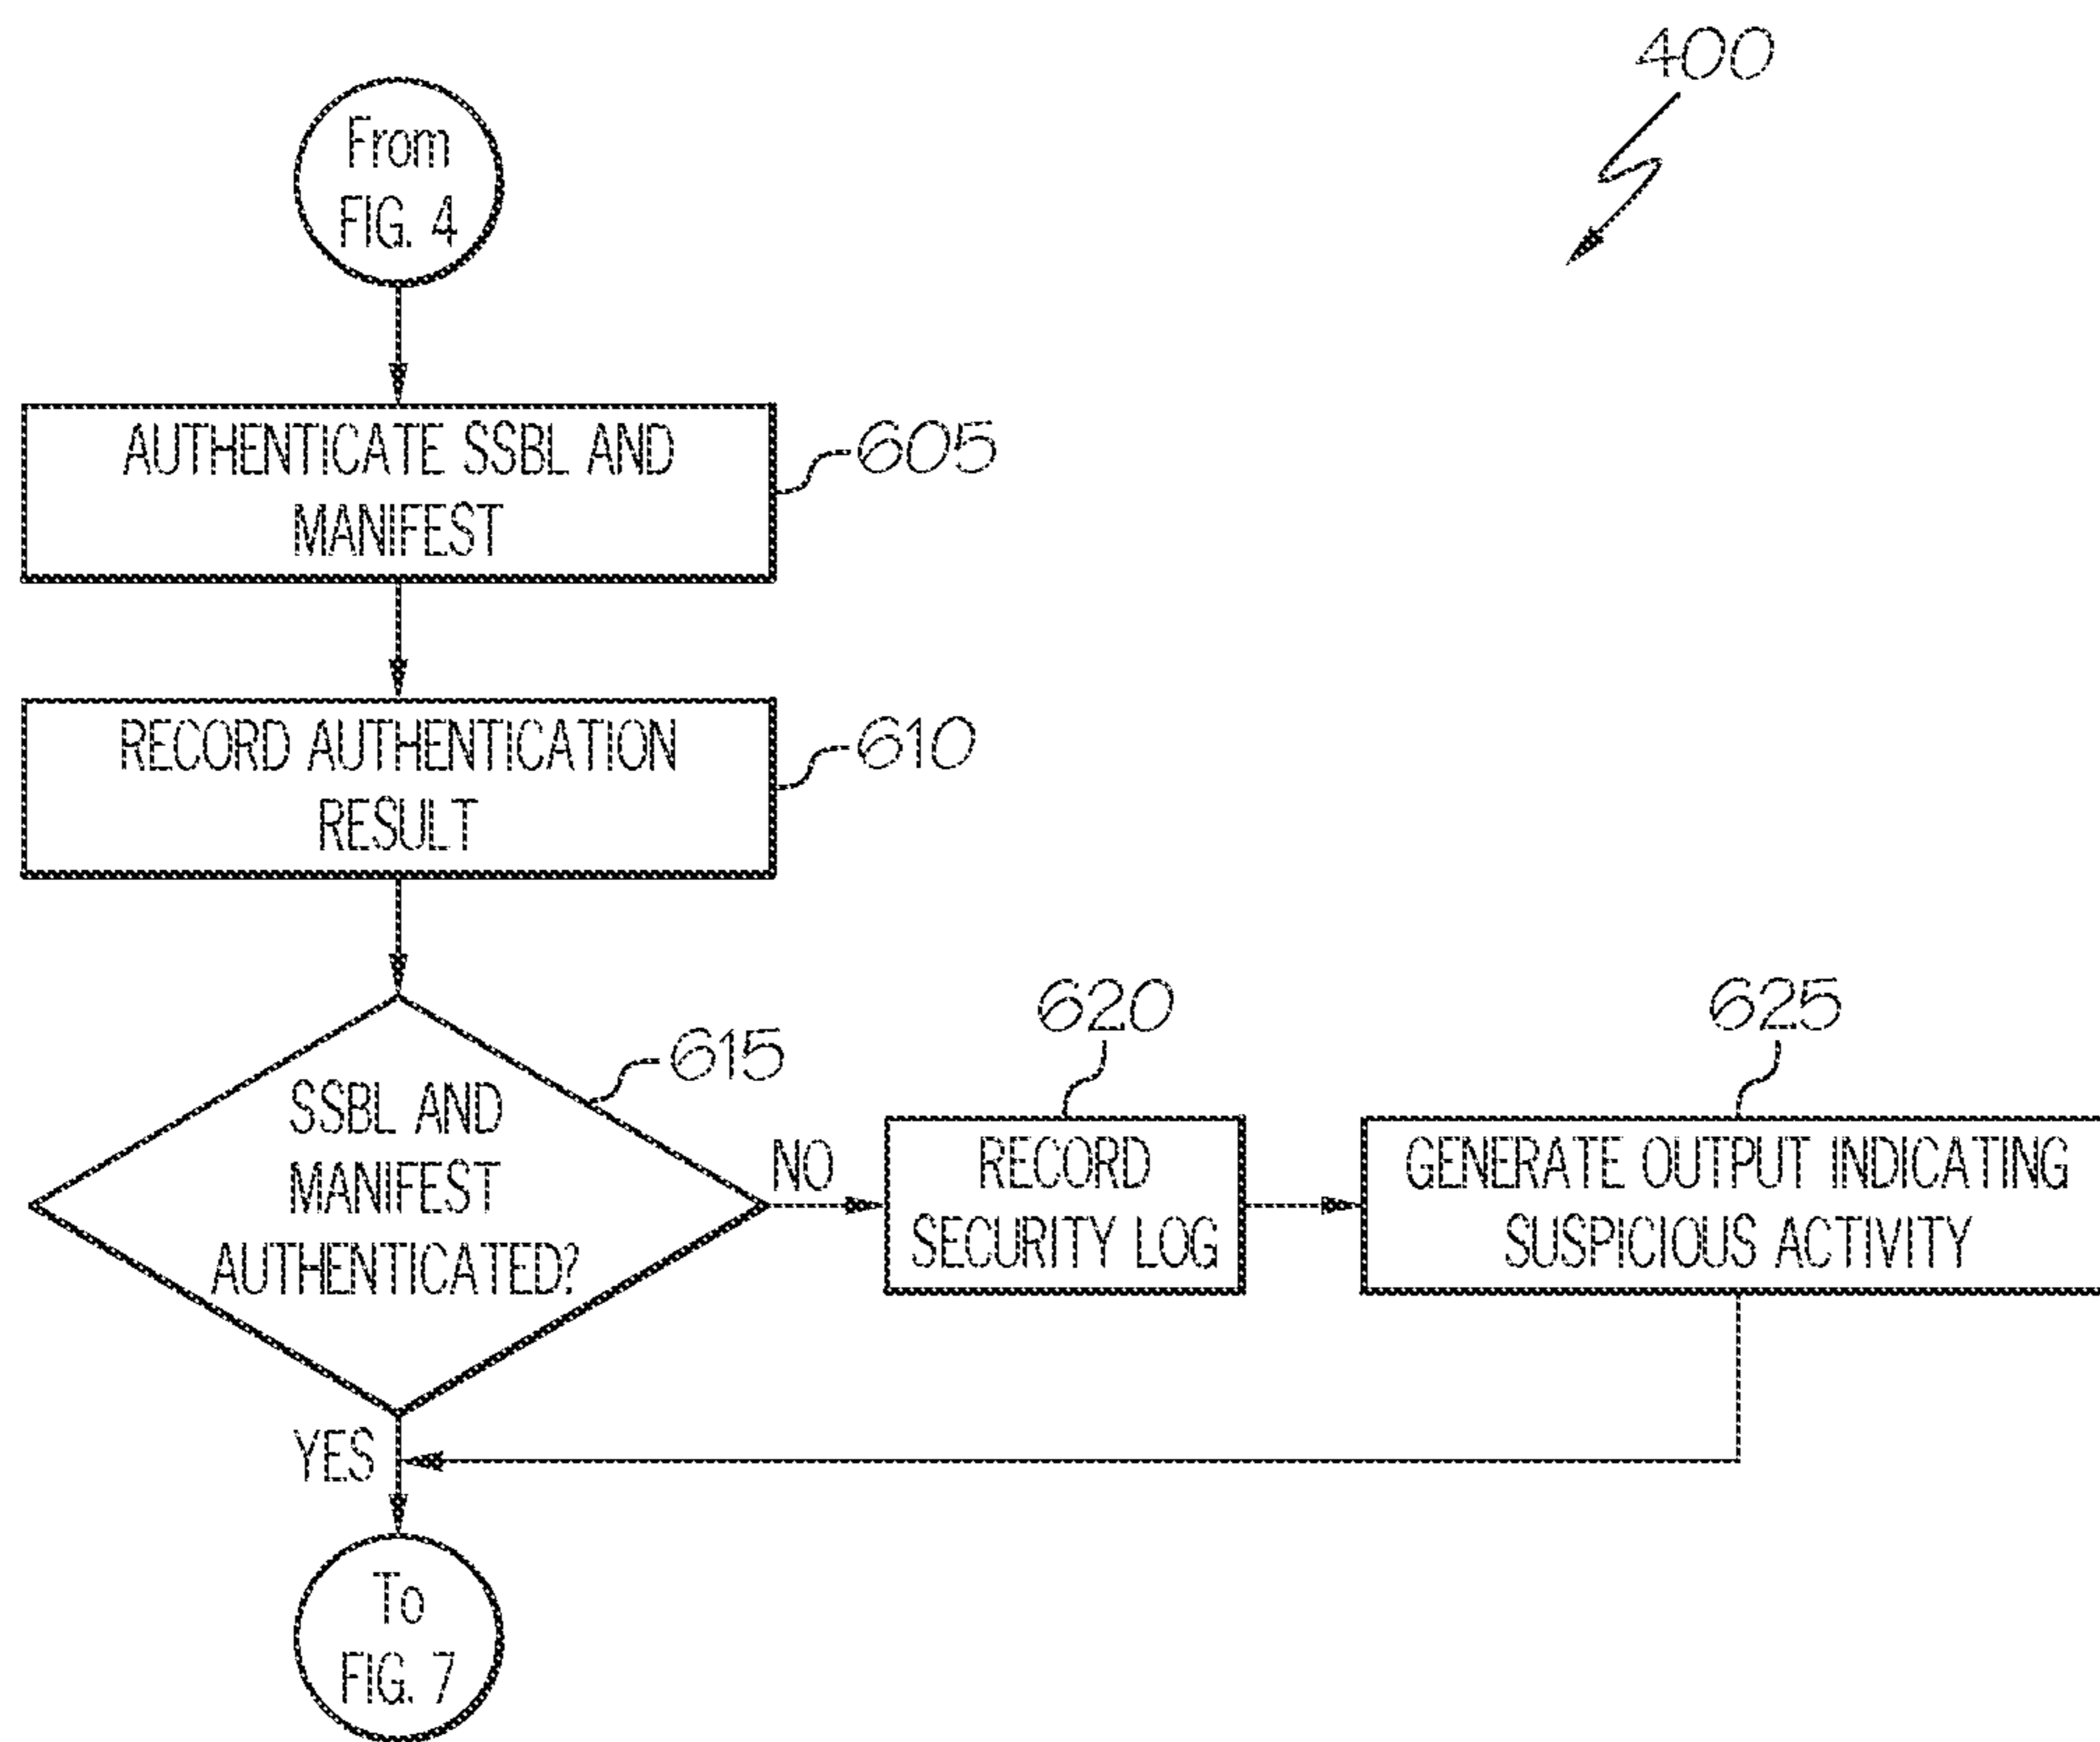 400
From
FIG. 4
AUTHENTICATE SSBL AND
MANIFEST
605
RECORD AUTHENTICATION
RESULT
610
SSBL AND
MANIFEST
AUTHENTICATED?
615
NO
620
RECORD
SECURITY LOG
625
GENERATE OUTPUT INDICATING
SUSPICIOUS ACTIVITY
YES
To
FIG. 7